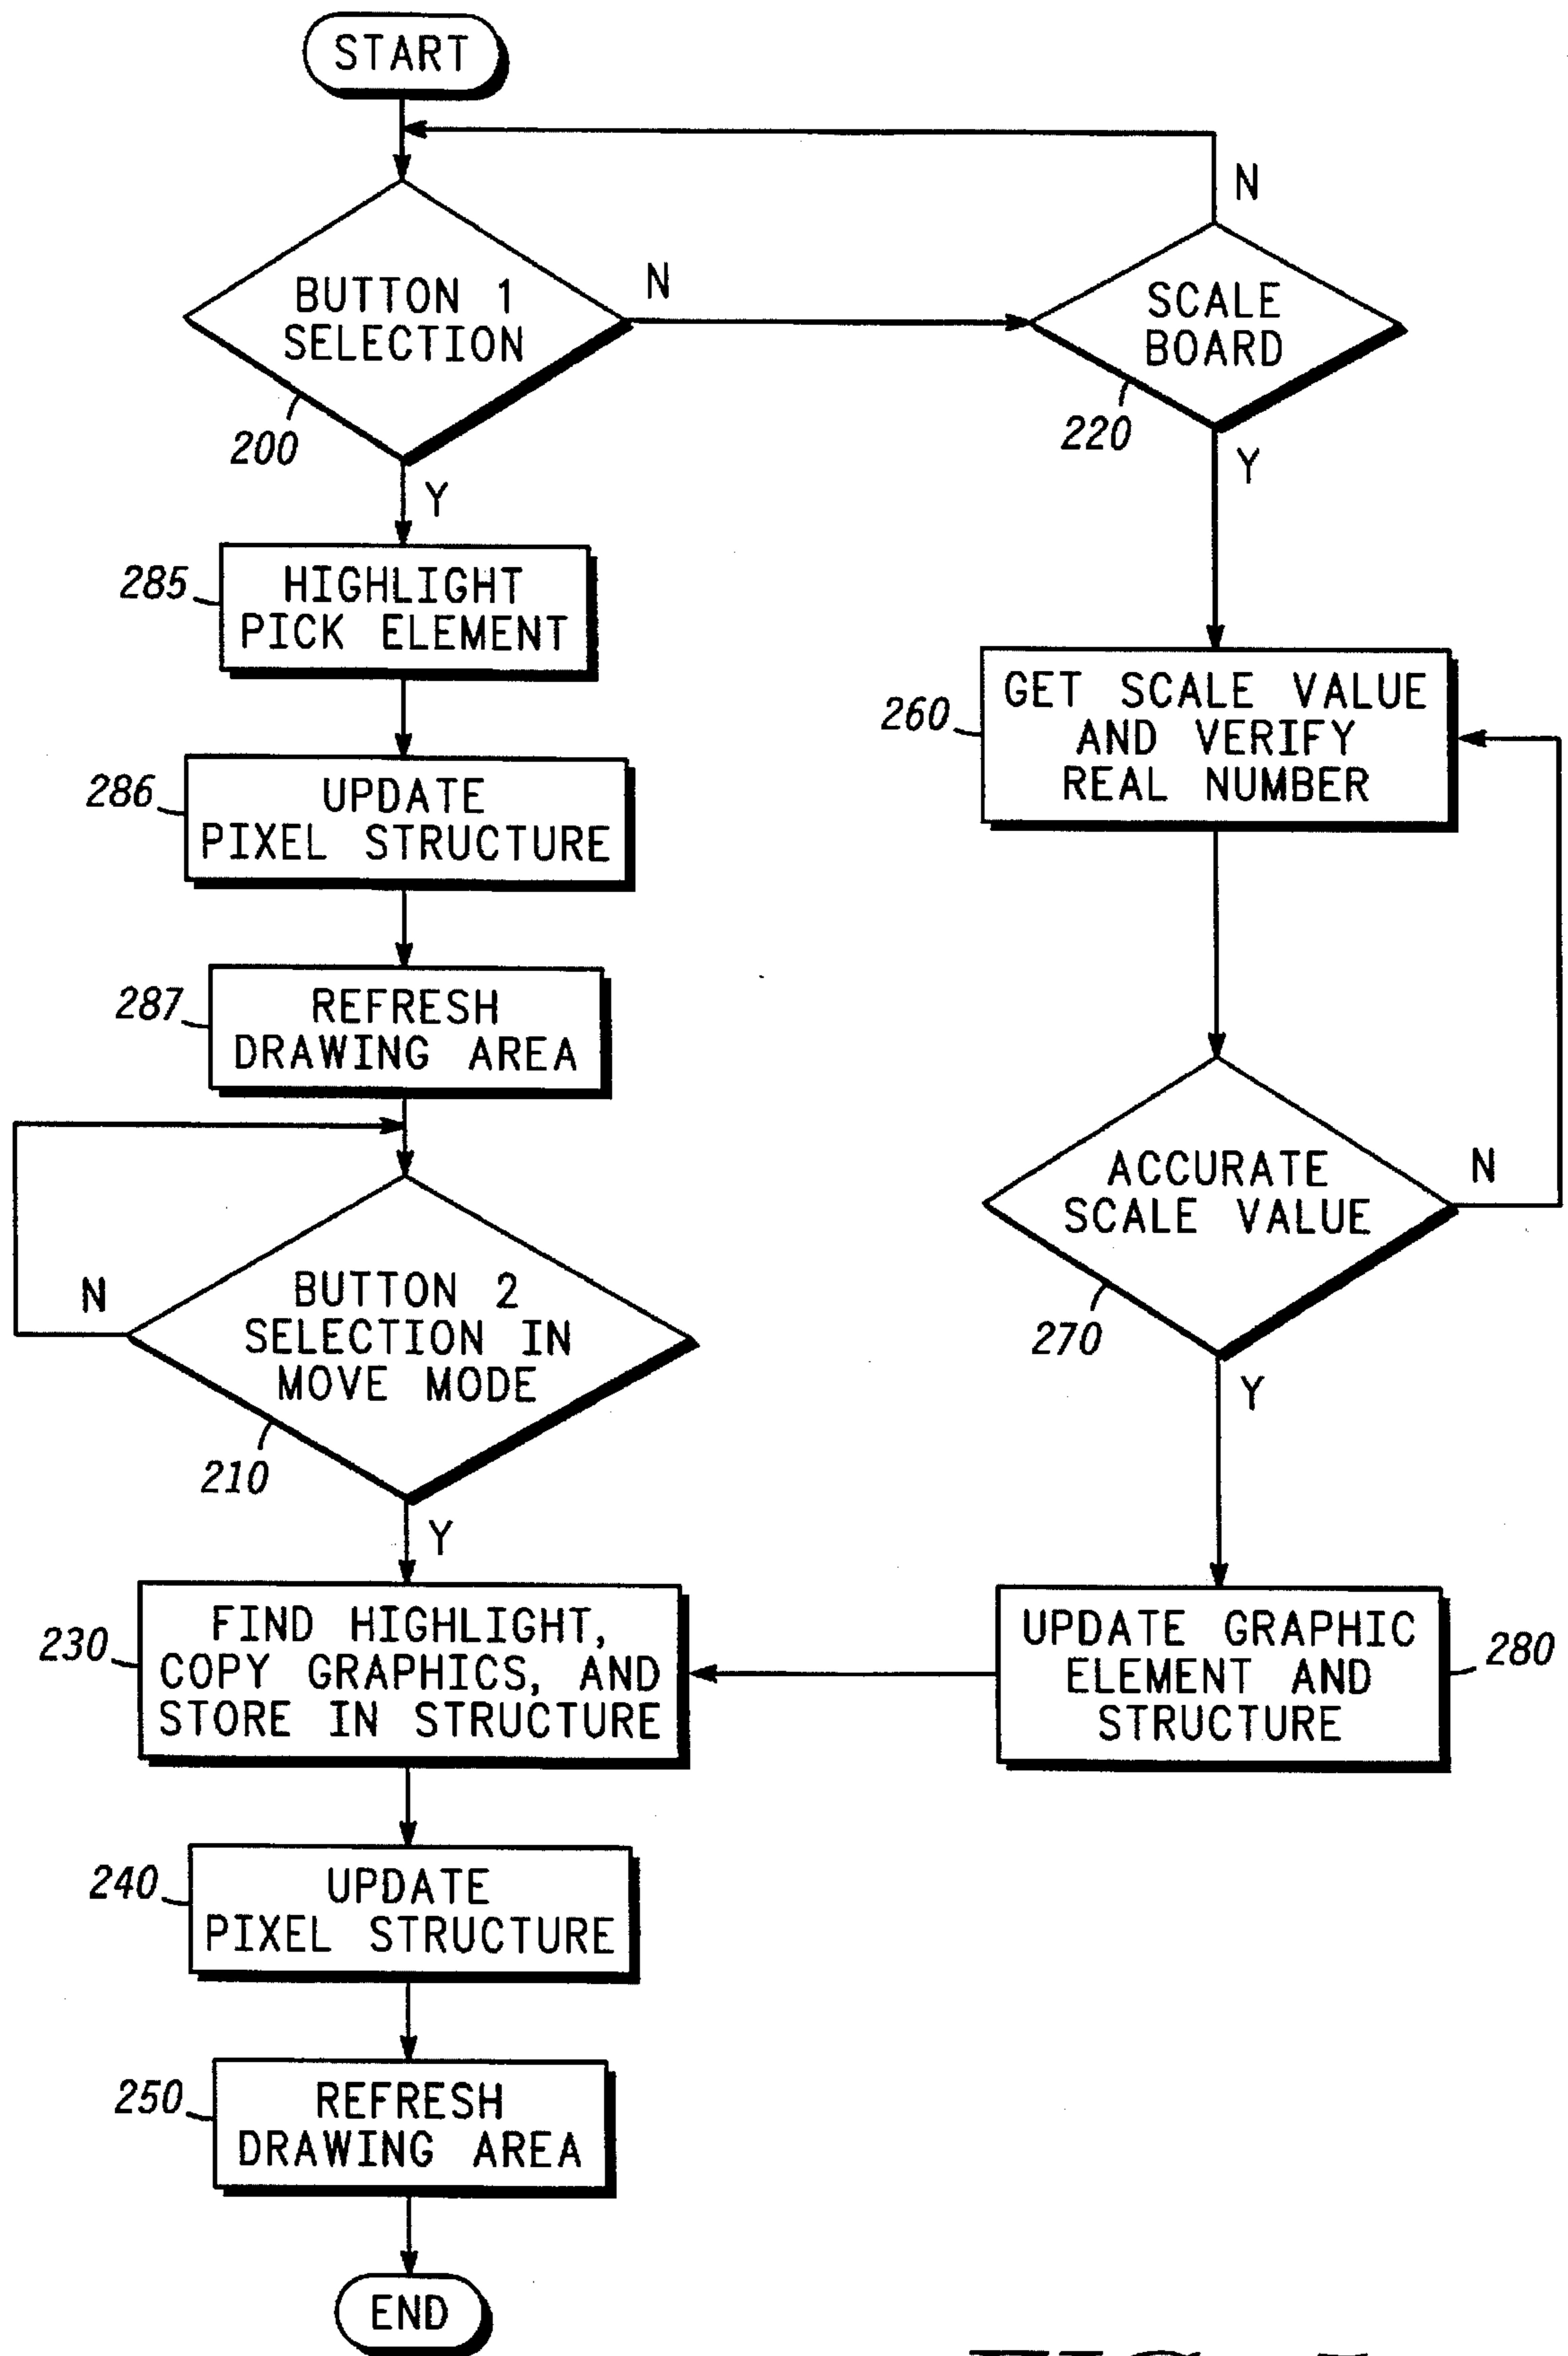 START
N
BUTTON 1
SELECTION
N
SCALE
BOARD
200
220
Y
Y
285
HIGHLIGHT
PICK ELEMENT
260
GET SCALE VALUE
AND VERIFY
REAL NUMBER
286
UPDATE
PIXEL STRUCTURE
287
REFRESH
DRAWING AREA
ACCURATE
SCALE VALUE
N
270
Y
N
BUTTON 2
SELECTION IN
MOVE MODE
210
Y
230
FIND HIGHLIGHT,
COPY GRAPHICS, AND
STORE IN STRUCTURE
UPDATE GRAPHIC
ELEMENT AND
STRUCTURE
280
240
UPDATE
PIXEL STRUCTURE
250
REFRESH
DRAWING AREA
END